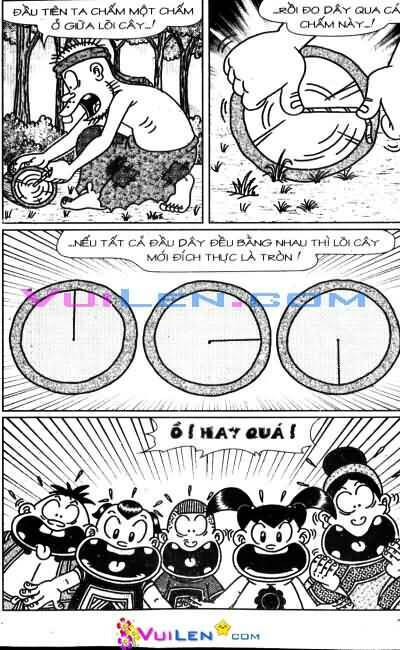 ĐẦU TIÊN TA CHẤM MỘT CHẤM
Ở GIỮA LÕI CÂY...!
...RỒI ĐO DÂY QUA CÁ
CHẤM NÀY...!
...NẾU TẤT CẢ ĐẦU DÂY ĐỀU BẰNG NHAU THÌ LÕI CÂY
MỚI ĐÍCH THỰC LÀ TRÒN!
VUILEN.COM
Ồ! HAY QUÁ!
VUILEN.COM